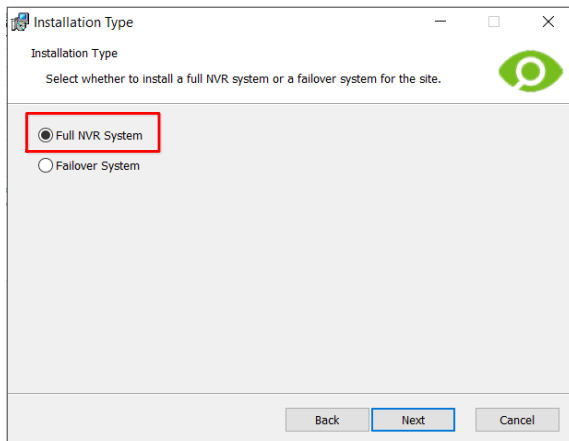 Installation Type
Installation Type
Select whether to install a full NVR system or a failover system for the site.
Full NVR System
Failover System
Back Next Cancel